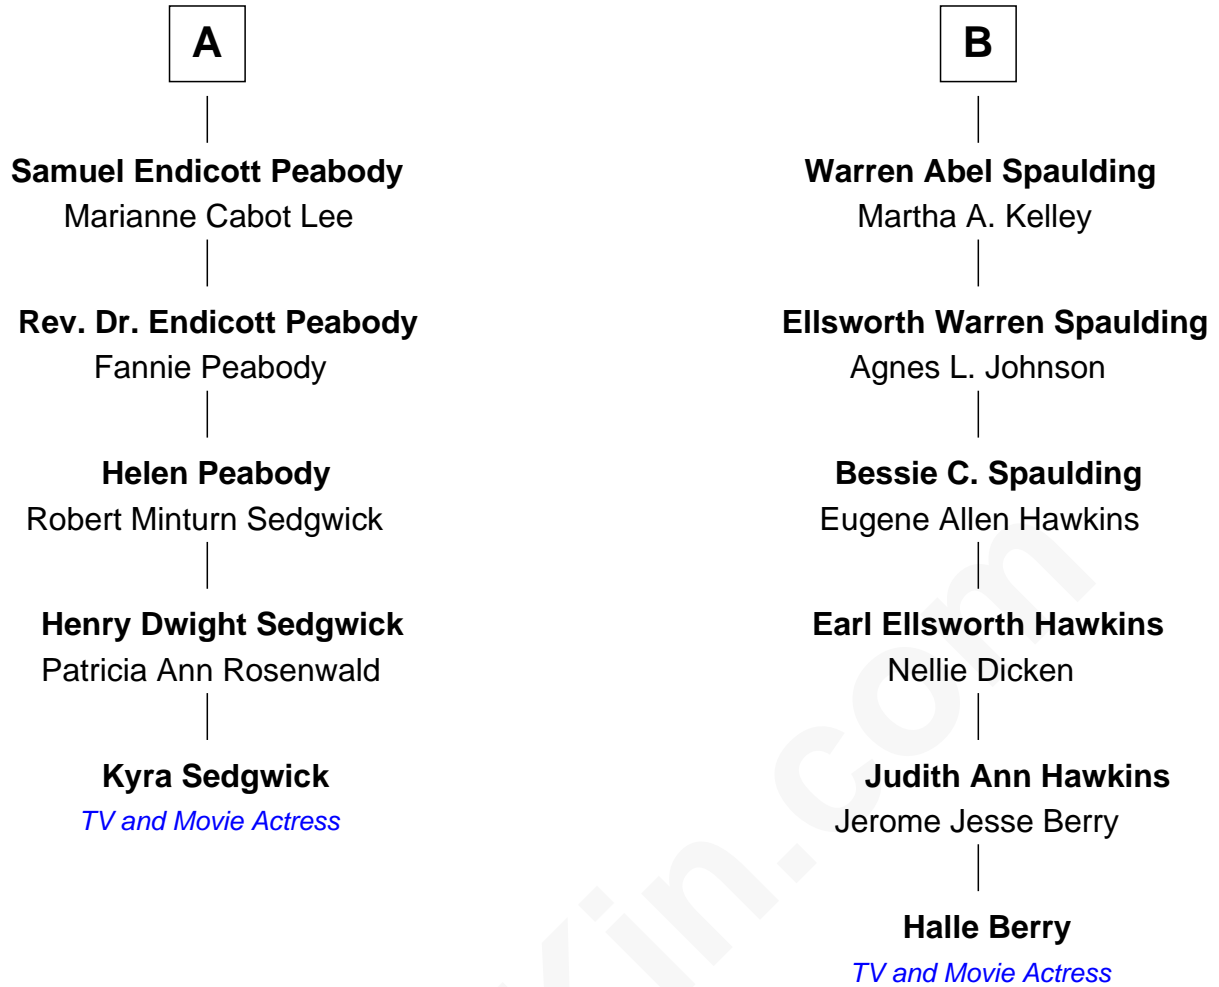 A
Samuel Endicott Peabody
Marianne Cabot Lee
Rev. Dr. Endicott Peabody
Fannie Peabody
Helen Peabody
Robert Minturn Sedgwick
Henry Dwight Sedgwick
Patricia Ann Rosenwald
Kyra Sedgwick
TV and Movie Actress
B
Warren Abel Spaulding
Martha A. Kelley
Ellsworth Warren Spaulding
Agnes L. Johnson
Bessie C. Spaulding
Eugene Allen Hawkins
Earl Ellsworth Hawkins
Nellie Dicken
Judith Ann Hawkins
Jerome Jesse Berry
Halle Berry
TV and Movie Actress
Kin.com